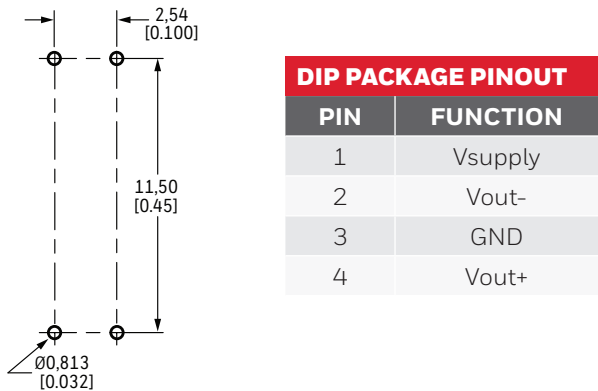 2,54
[0.100]
11,50
[0.45]
Ø0,813
[0.032]
DIP PACKAGE PINOUT
PIN FUNCTION
1 Vsupply
2 Vout-
3 GND
4 Vout+